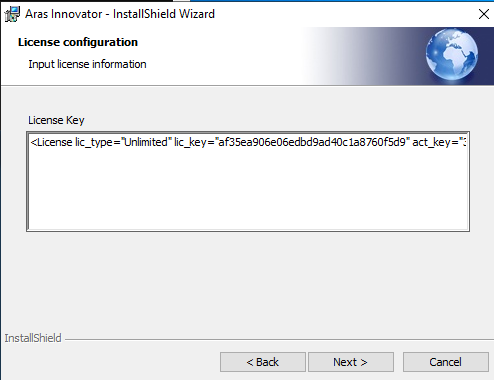 Aras Innovator - InstallShield Wizard
License configuration
Input license information
License Key
<License lic_type="Unlimited" lic_key="af35ea906e06edbd9ad40c1a8760f5d9" act_key="
InstallShield
< Back
Next >
Cancel